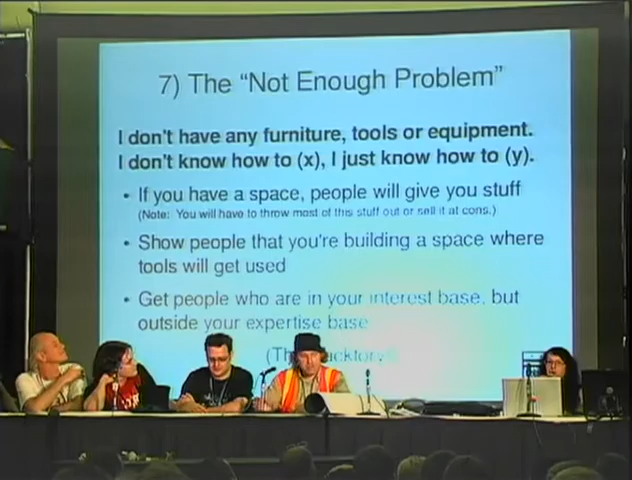 7) The “Not Enough Problem”
I don't have any furniture, tools or equipment.
I don't know how to (x), I just know how to (y).
• If you have a space, people will give you stuff
(Note: You will have to throw most of this stuff out or sell it at cons.)
• Show people that you're building a space where
tools will get used
• Get people who are in your interest base, but
outside your expertise base